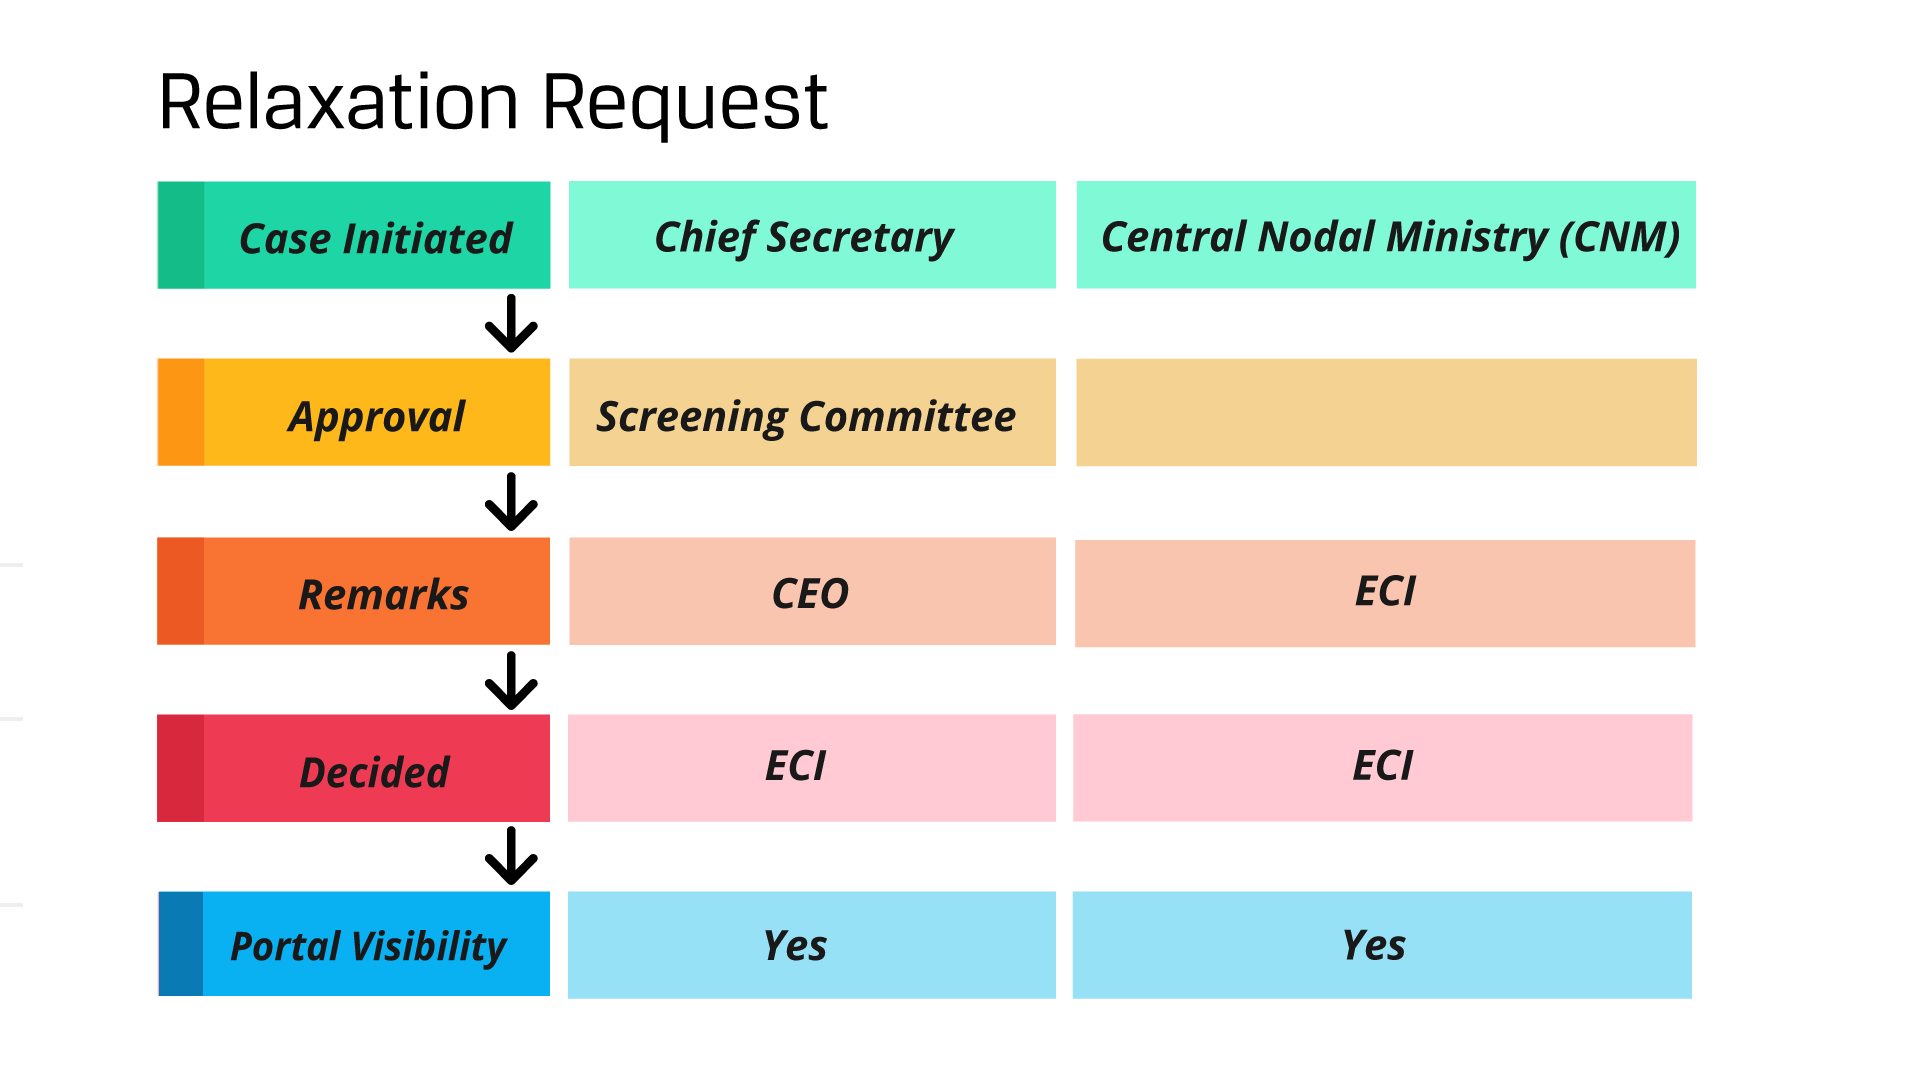 Relaxation Request
Case Initiated
Chief Secretary
Central Nodal Ministry (CNM)
Approval
Screening Committee
Remarks
CEO
ECI
Decided
ECI
ECI
Portal Visibility
Yes
Yes